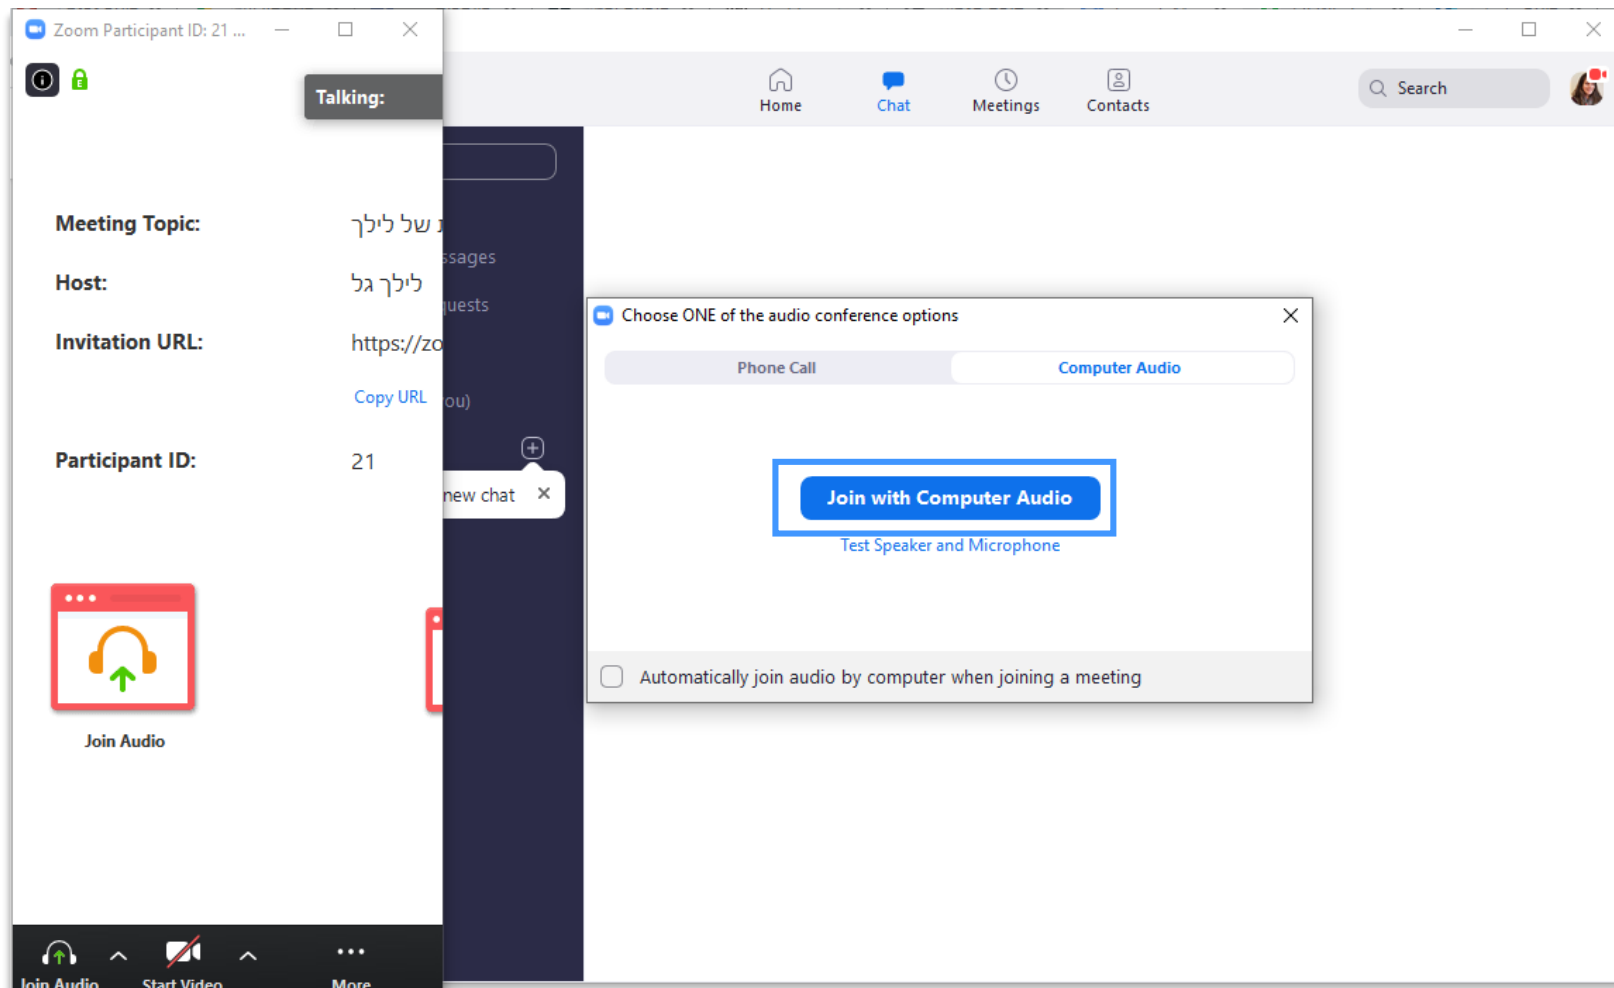 Zoom Participant ID: 21 ...
Talking:
Meeting Topic:
של לילך
Host:
לילך גל
Invitation URL:
https://zo
Copy URL
Participant ID:
21
Join Audio
Join Audio
Start Video
More
Home
Chat
Meetings
Contacts
Search
ssages
quests
ou)
new chat
Choose ONE of the audio conference options
Phone Call
Computer Audio
Join with Computer Audio
Test Speaker and Microphone
Automatically join audio by computer when joining a meeting